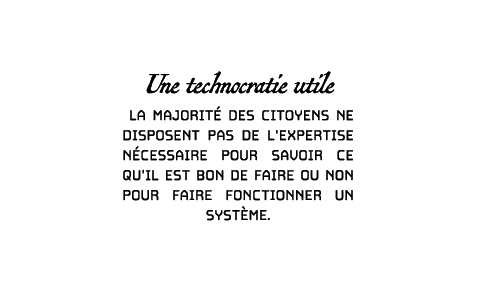 Une technocratie utile
LA MAJORITÉ DES CITOYENS NE
DISPOSENT PAS DE L'EXPERTISE
NÉCESSAIRE POUR SAVOIR CE
QU'IL EST BON DE FAIRE OU NON
POUR FAIRE FONCTIONNER UN
SYSTÈME.